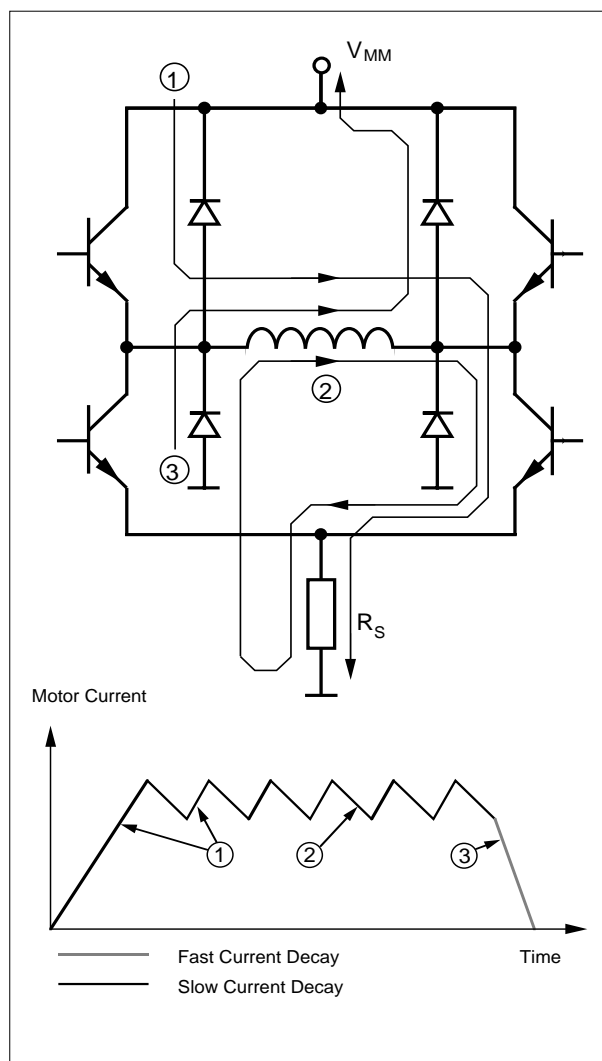 V_MM
1
2
3
R_S
Motor Current
1
2
3
Time
Fast Current Decay
Slow Current Decay